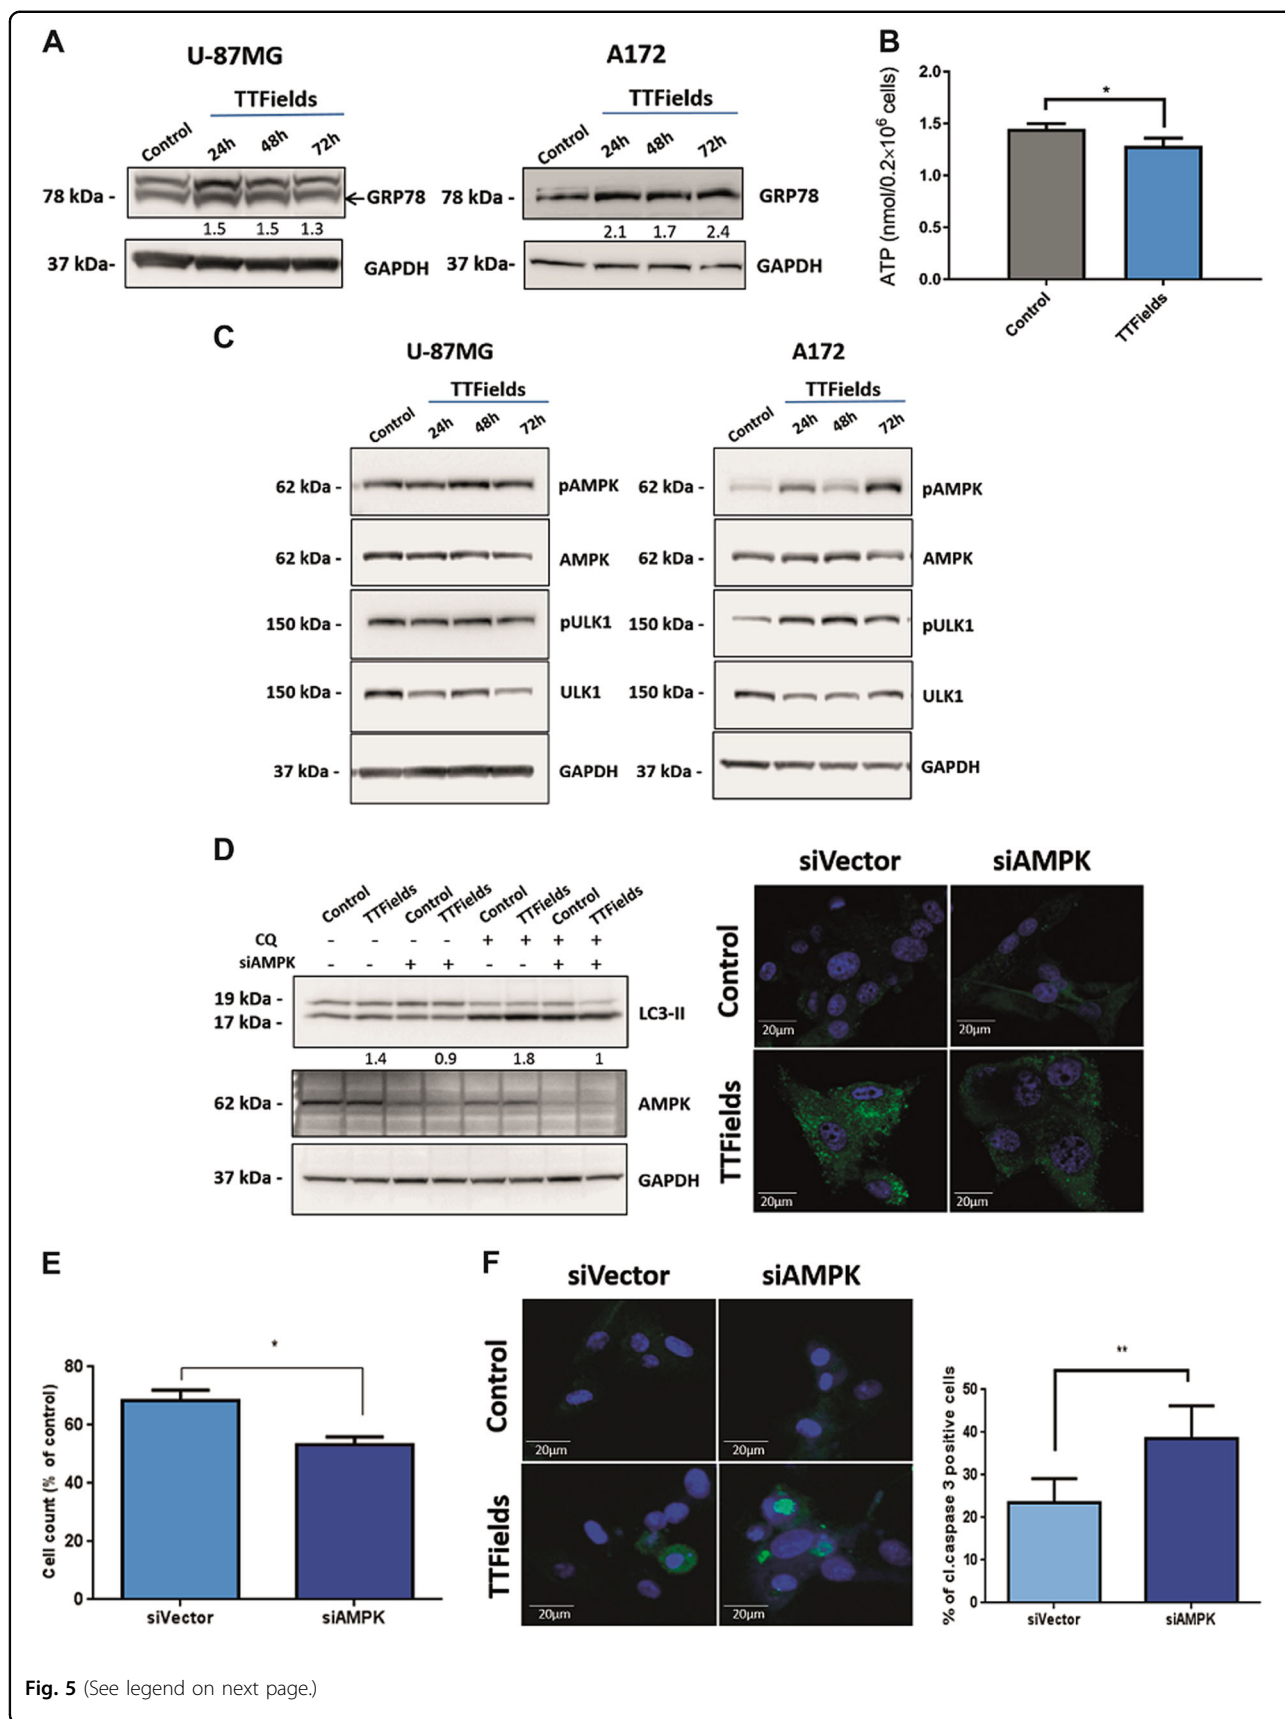 A
U-87MG
TTFields
Control
24h
48h
72h
78 kDa -
GRP78
1.5 1.5 1.3
37 kDa-
GAPDH
A172
TTFields
Control
24h
48h
72h
78 kDa -
GRP78
2.1 1.7 2.4
37 kDa-
GAPDH
B
ATP (nmol/0.2×10⁶ cells)
2.0
1.5
1.0
0.5
0.0
*
Control
TTFields
C
U-87MG
TTFields
Control
24h
48h
72h
62 kDa -
pAMPK
62 kDa -
AMPK
150 kDa -
pULK1
150 kDa -
ULK1
37 kDa -
GAPDH
A172
TTFields
Control
24h
48h
72h
62 kDa -
pAMPK
62 kDa -
AMPK
150 kDa -
pULK1
150 kDa -
ULK1
37 kDa -
GAPDH
D
Control
TTFields
Control
TTFields
Control
TTFields
Control
TTFields
CQ - - - - + + + +
siAMPK - - + + - - + +
19 kDa -
17 kDa -
LC3-II
1.4 0.9 1.8 1
62 kDa -
AMPK
37 kDa -
GAPDH
siVector
siAMPK
Control
20µm
20µm
TTFields
20µm
20µm
E
Cell count (% of control)
80
60
40
20
0
*
siVector
siAMPK
F
siVector
siAMPK
Control
20µm
20µm
TTFields
20µm
20µm
% of cl.caspase 3 positive cells
50
40
30
20
10
0
**
siVector
siAMPK
Fig. 5 (See legend on next page.)